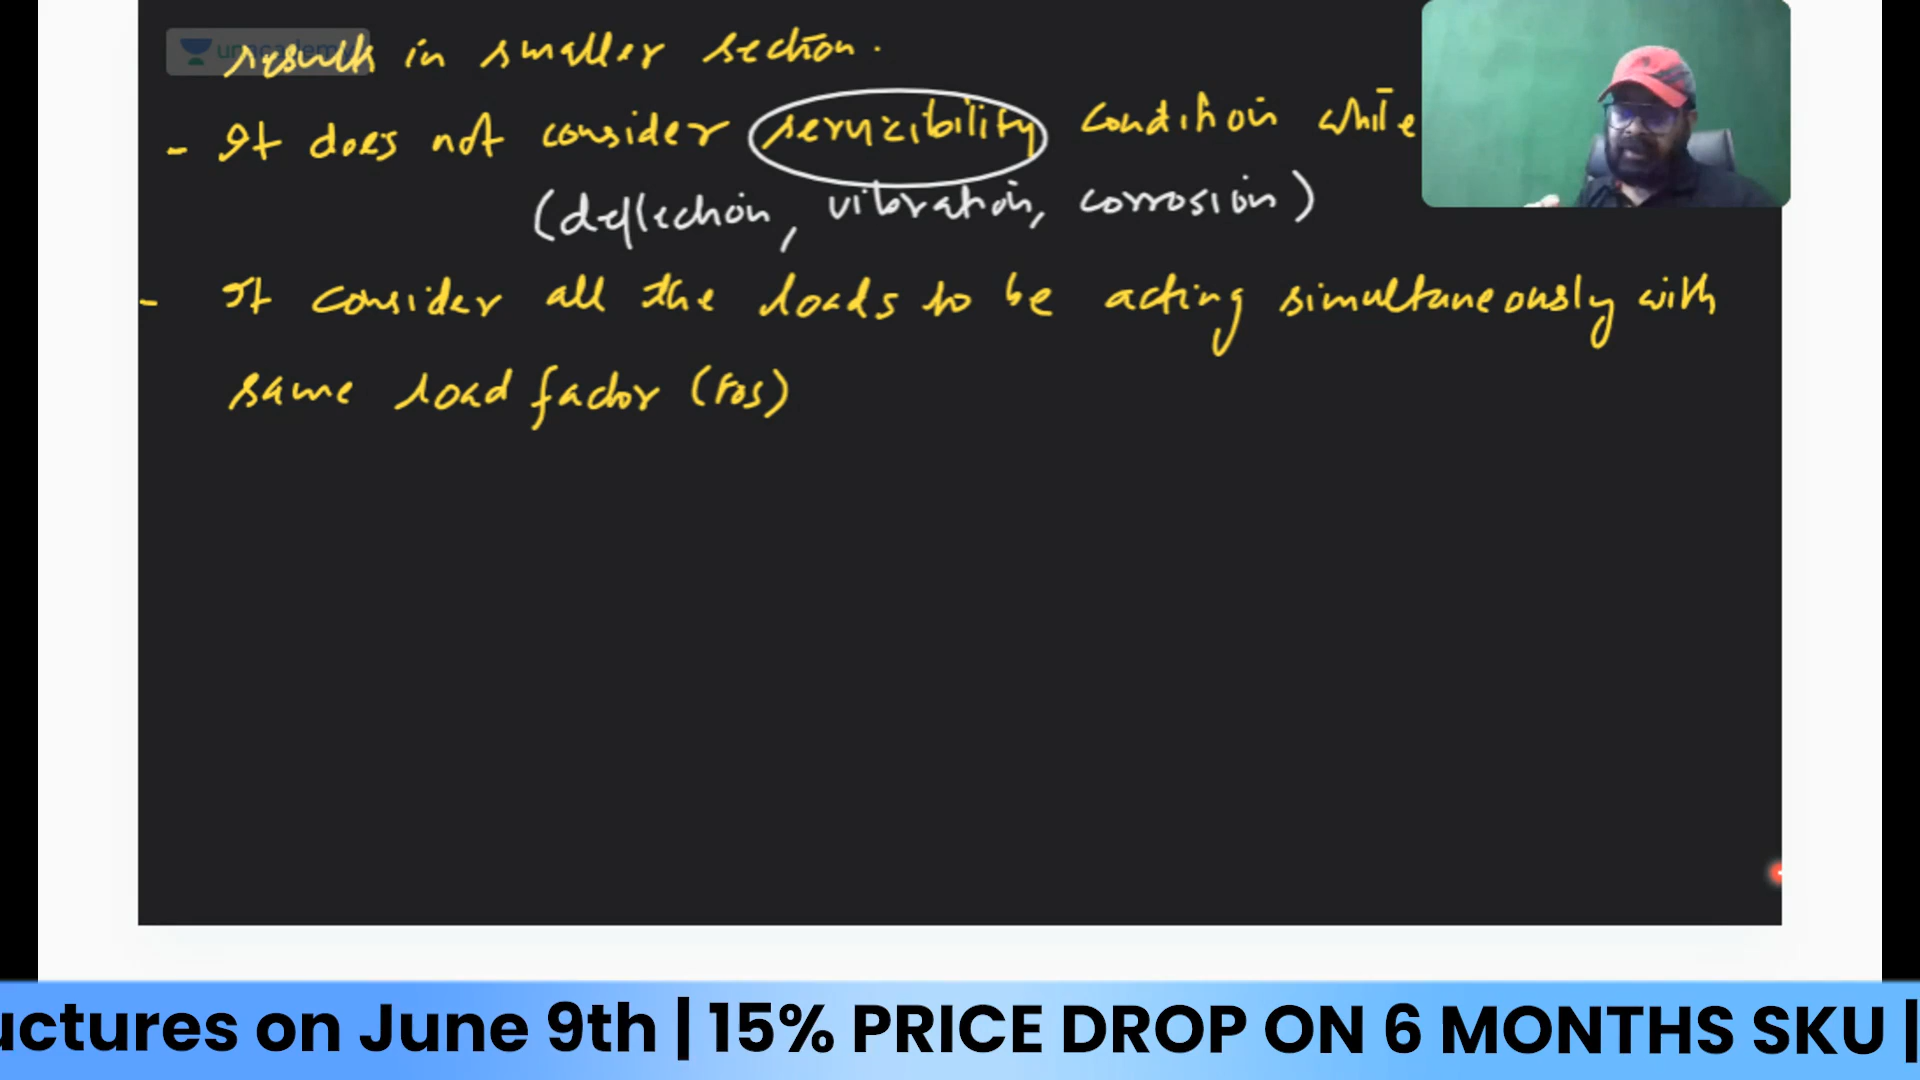 unacademy
results in smaller section.
- It does not consider servicibility condition while
(deflection, vibration, corrosion)
- It consider all the loads to be acting simultaneously with
same load factor (FOS)
uctures on June 9th | 15% PRICE DROP ON 6 MONTHS SKU |